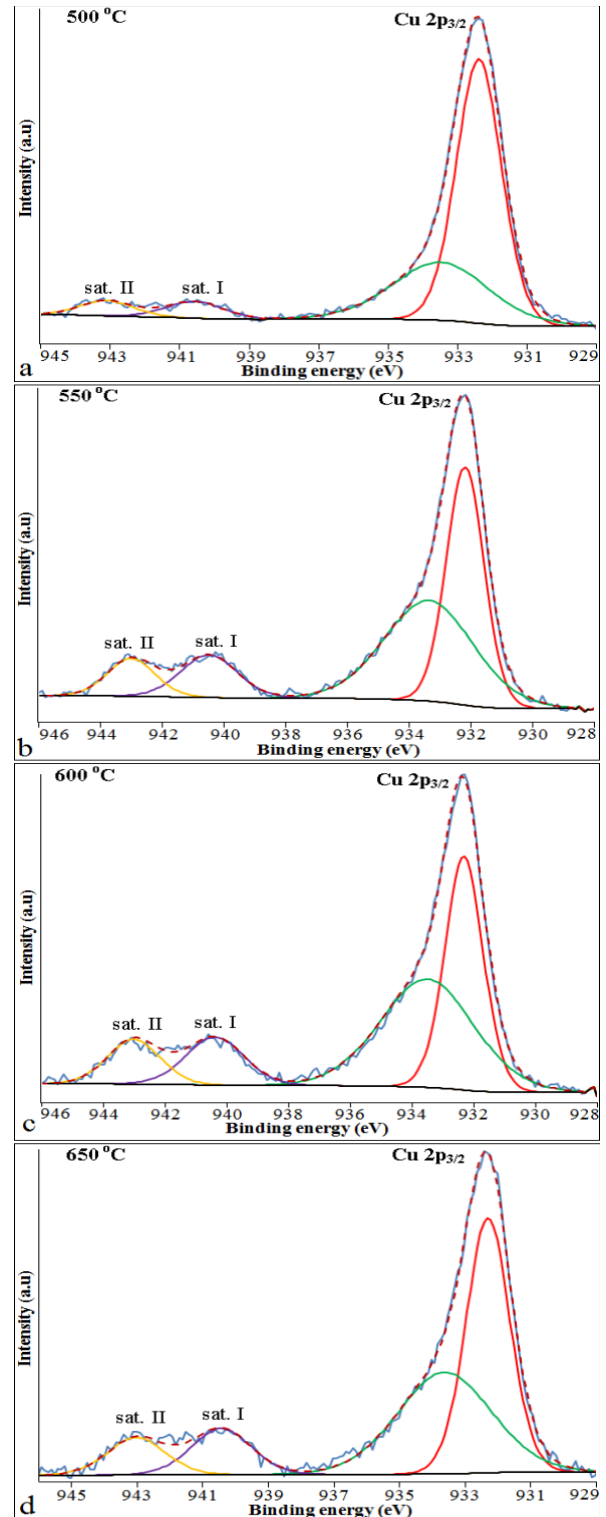 500 °C
Cu 2p3/2
sat. II
sat. I
Intensity (a.u)
945 943 941 939 937 935 933 931 929
Binding energy (eV)
a
550 °C
Cu 2p3/2
sat. II
sat. I
Intensity (a.u)
946 944 942 940 938 936 934 932 930 928
Binding energy (eV)
b
600 °C
Cu 2p3/2
sat. II
sat. I
Intensity (a.u)
946 944 942 940 938 936 934 932 930 928
Binding energy (eV)
c
650 °C
Cu 2p3/2
sat. II
sat. I
Intensity (a.u)
945 943 941 939 937 935 933 931 929
Binding energy (eV)
d